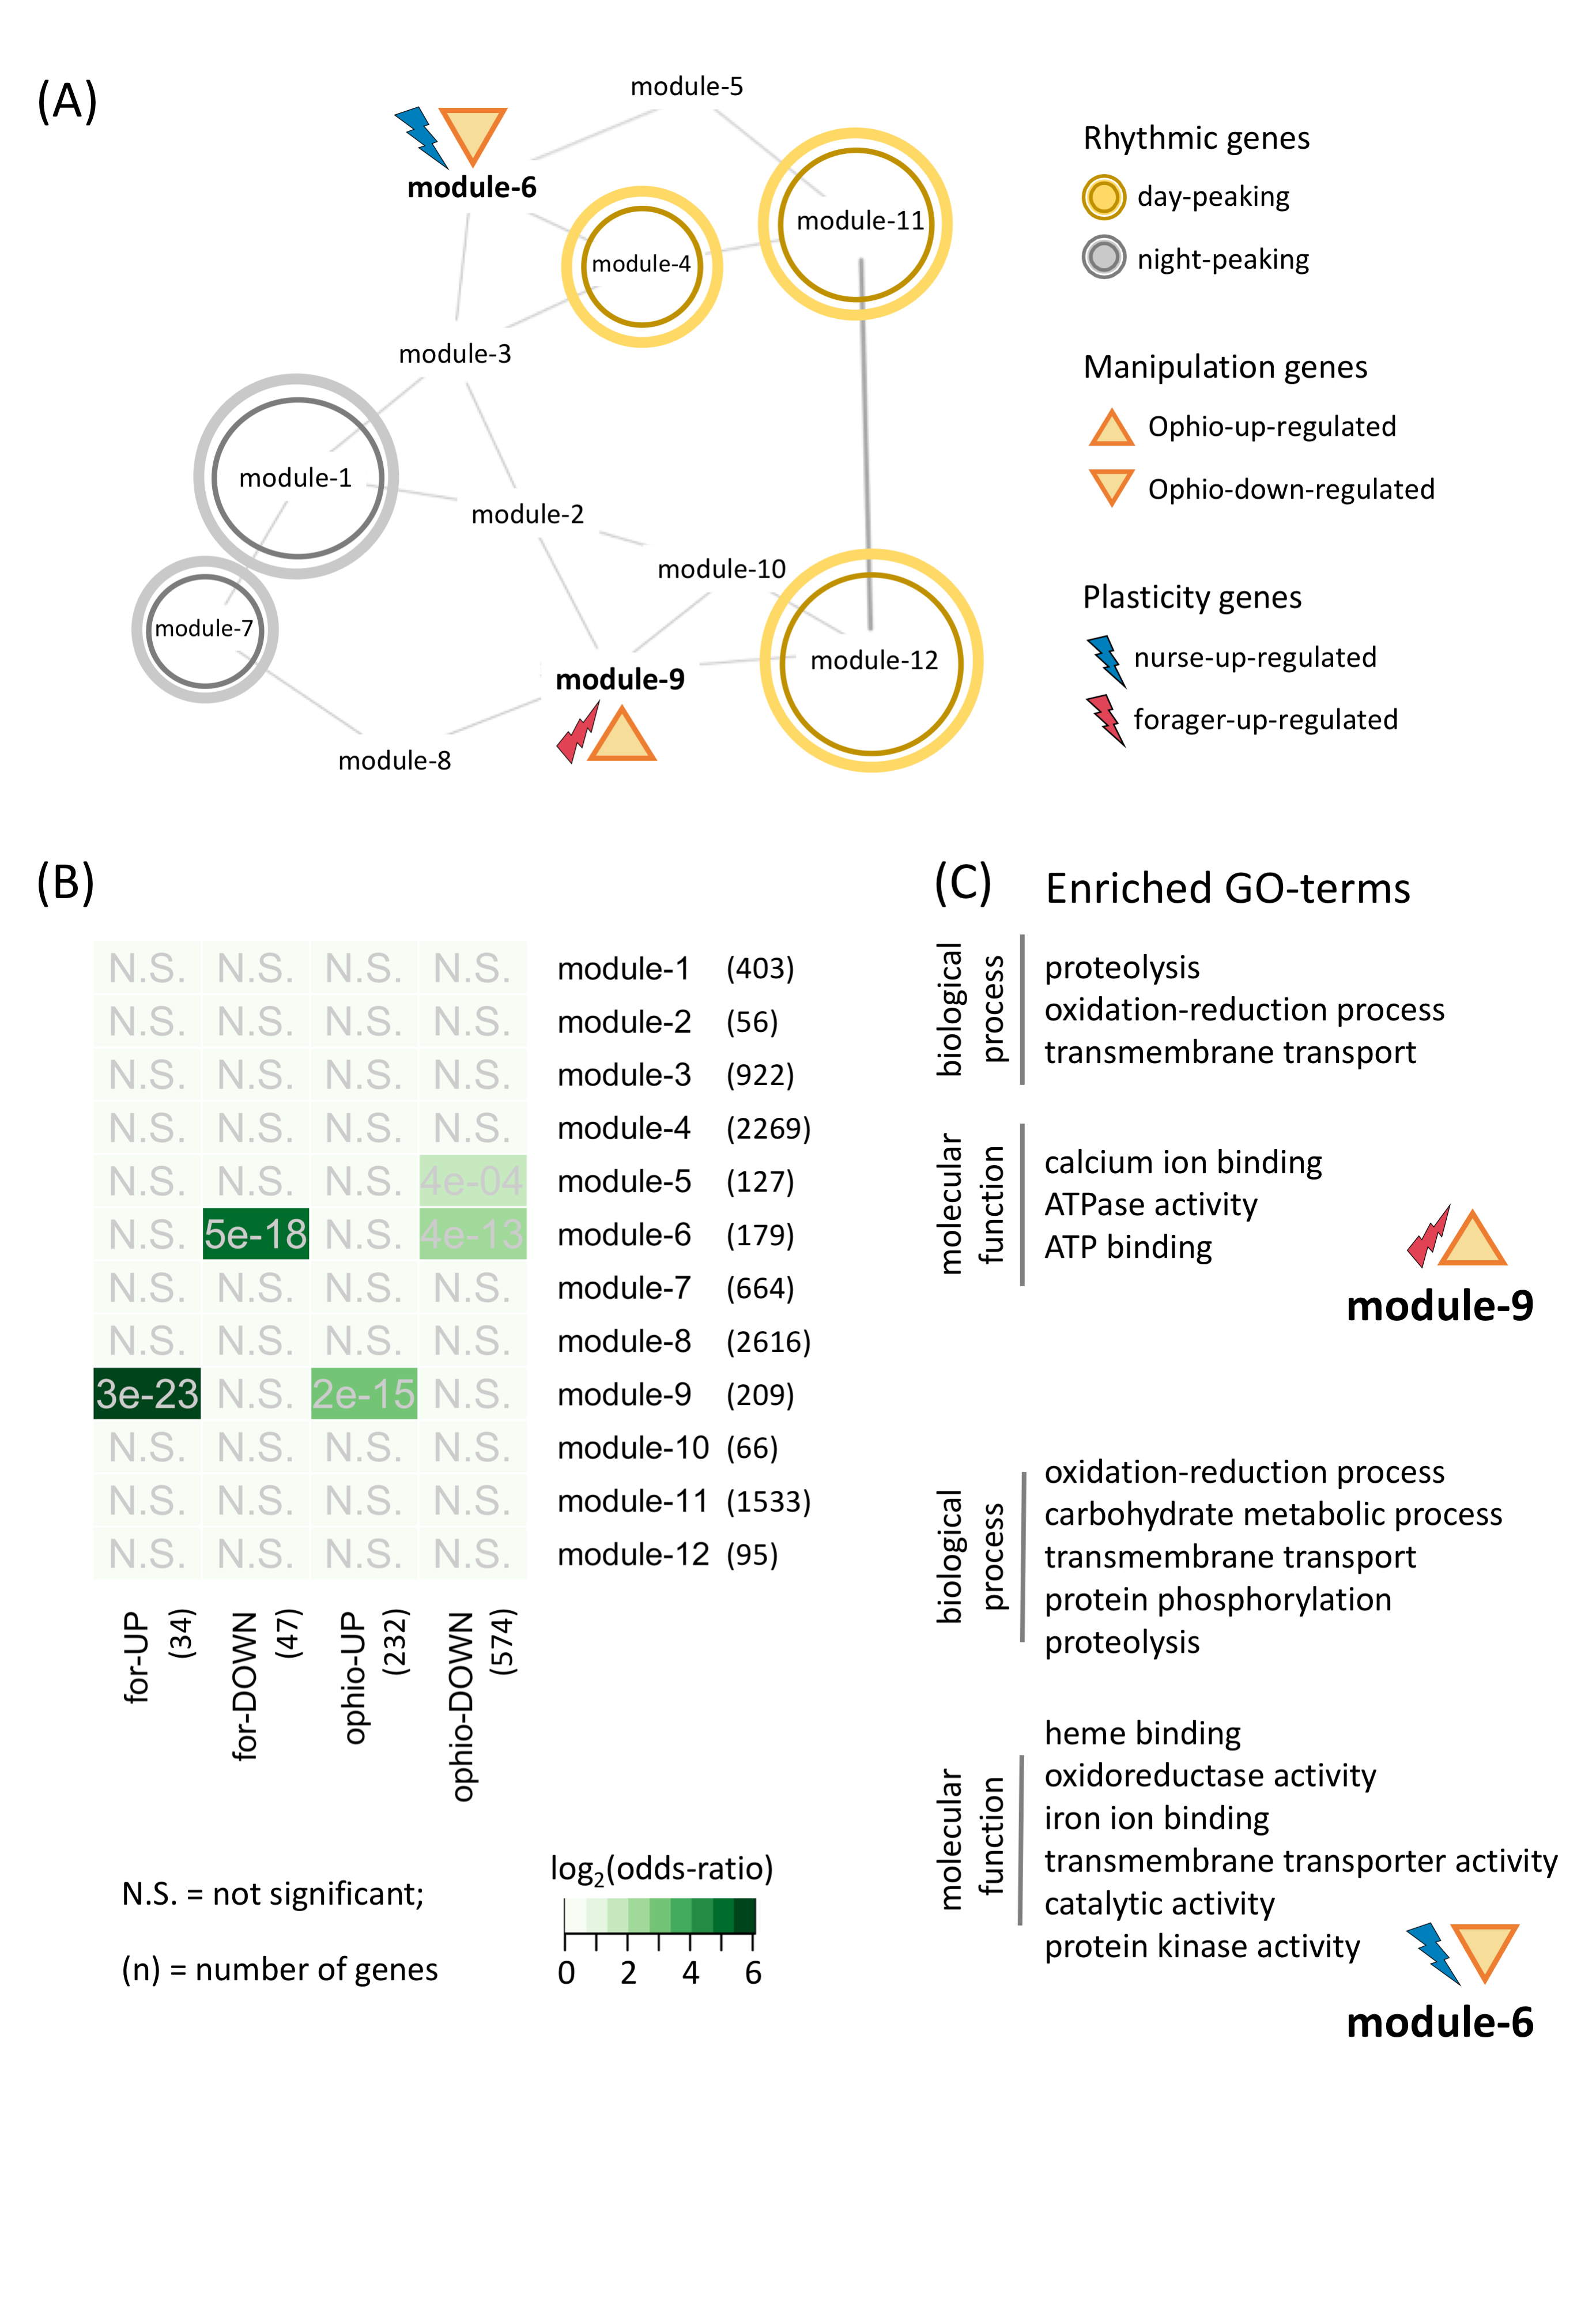 (A)
module-5
module-6
module-11
module-4
module-3
module-1
module-2
module-10
module-7
module-12
module-9
module-8
Rhythmic genes
day-peaking
night-peaking
Manipulation genes
Ophio-up-regulated
Ophio-down-regulated
Plasticity genes
nurse-up-regulated
forager-up-regulated
(B)
N.S. N.S. N.S. N.S. module-1 (403)
N.S. N.S. N.S. N.S. module-2 (56)
N.S. N.S. N.S. N.S. module-3 (922)
N.S. N.S. N.S. N.S. module-4 (2269)
N.S. N.S. N.S. 4e-04 module-5 (127)
N.S. 5e-18 N.S. 4e-13 module-6 (179)
N.S. N.S. N.S. N.S. module-7 (664)
N.S. N.S. N.S. N.S. module-8 (2616)
3e-23 N.S. 2e-15 N.S. module-9 (209)
N.S. N.S. N.S. N.S. module-10 (66)
N.S. N.S. N.S. N.S. module-11 (1533)
N.S. N.S. N.S. N.S. module-12 (95)
for-UP
(34)
for-DOWN
(47)
ophio-UP
(232)
ophio-DOWN
(574)
N.S. = not significant;
(n) = number of genes
log2(odds-ratio)
0 2 4 6
(C) Enriched GO-terms
biological
process
proteolysis
oxidation-reduction process
transmembrane transport
molecular
function
calcium ion binding
ATPase activity
ATP binding
module-9
biological
process
oxidation-reduction process
carbohydrate metabolic process
transmembrane transport
protein phosphorylation
proteolysis
molecular
function
heme binding
oxidoreductase activity
iron ion binding
transmembrane transporter activity
catalytic activity
protein kinase activity
module-6